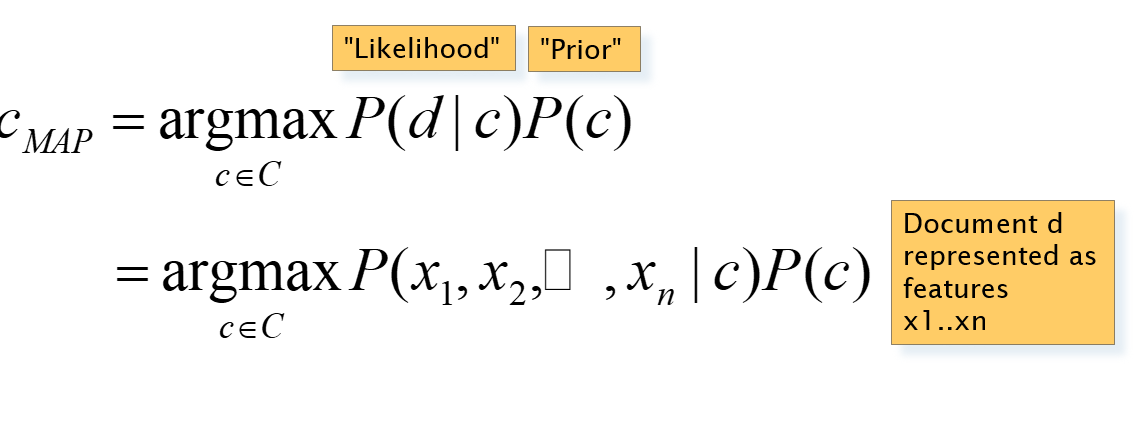 "Likelihood" "Prior"
c_MAP = argmax P(d | c)P(c)
c∈C
= argmax P(x_1, x_2,□ , x_n | c)P(c)
c∈C
Document d
represented as
features
x1..xn